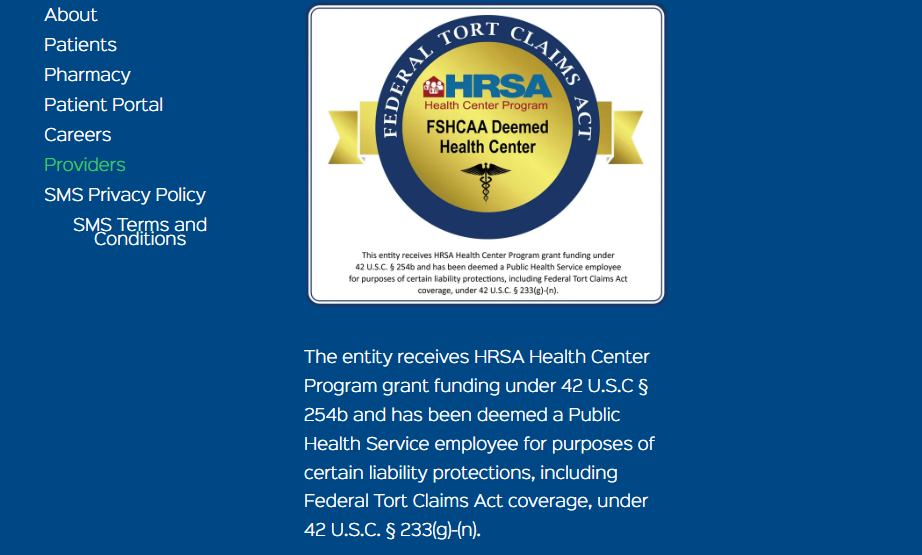 About
Patients
Pharmacy
Patient Portal
Careers
Providers
SMS Privacy Policy
SMS Terms and
Conditions
FEDERAL TORT CLAIMS ACT
HRSA
Health Center Program
FSHCAA Deemed
Health Center
This entity receives HRSA Health Center Program grant funding under
42 U.S.C. § 254b and has been deemed a Public Health Service employee
for purposes of certain liability protections, including Federal Tort Claims Act
coverage, under 42 U.S.C. § 233(g)-(n).
The entity receives HRSA Health Center
Program grant funding under 42 U.S.C §
254b and has been deemed a Public
Health Service employee for purposes of
certain liability protections, including
Federal Tort Claims Act coverage, under
42 U.S.C. § 233(g)-(n).